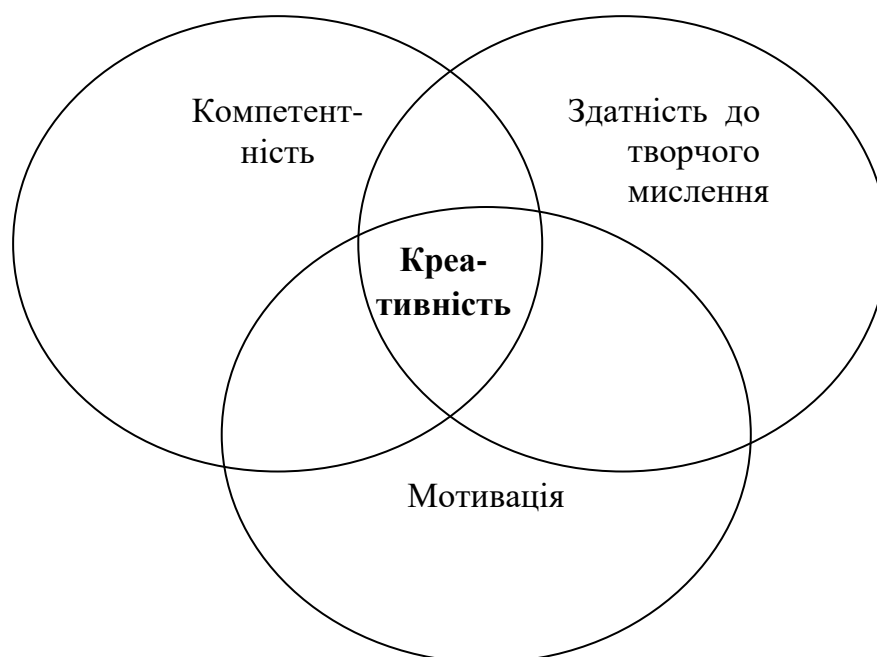 Компетент-
ність
Здатність до
творчого
мислення
Креа-
тивність
Мотивація